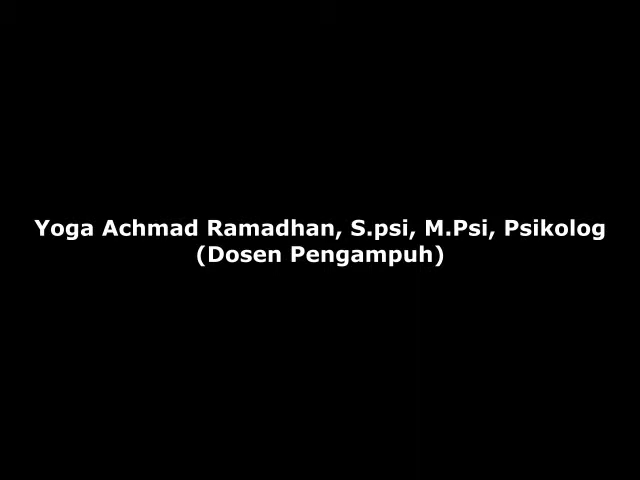 Yoga Achmad Ramadhan, S.psi, M.Psi, Psikolog
(Dosen Pengampuh)